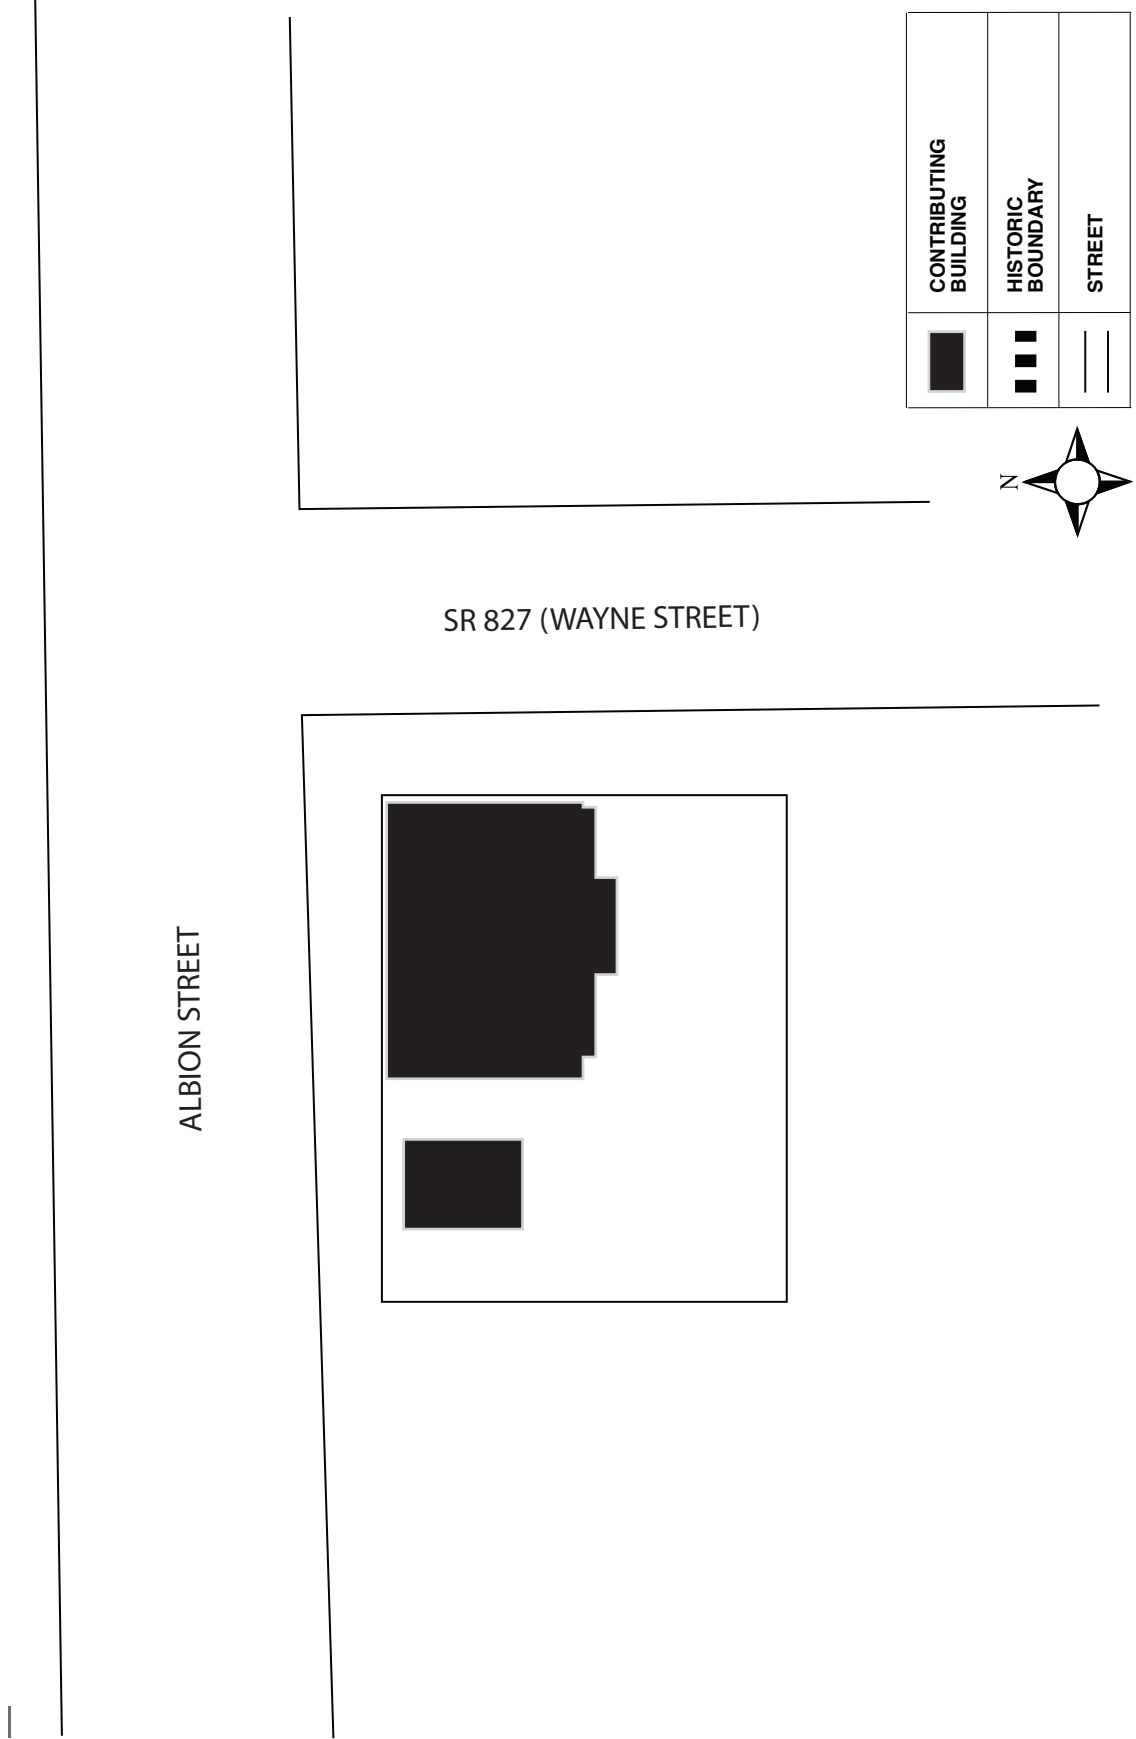 CONTRIBUTING
BUILDING
HISTORIC
BOUNDARY
STREET
N
SR 827 (WAYNE STREET)
ALBION STREET